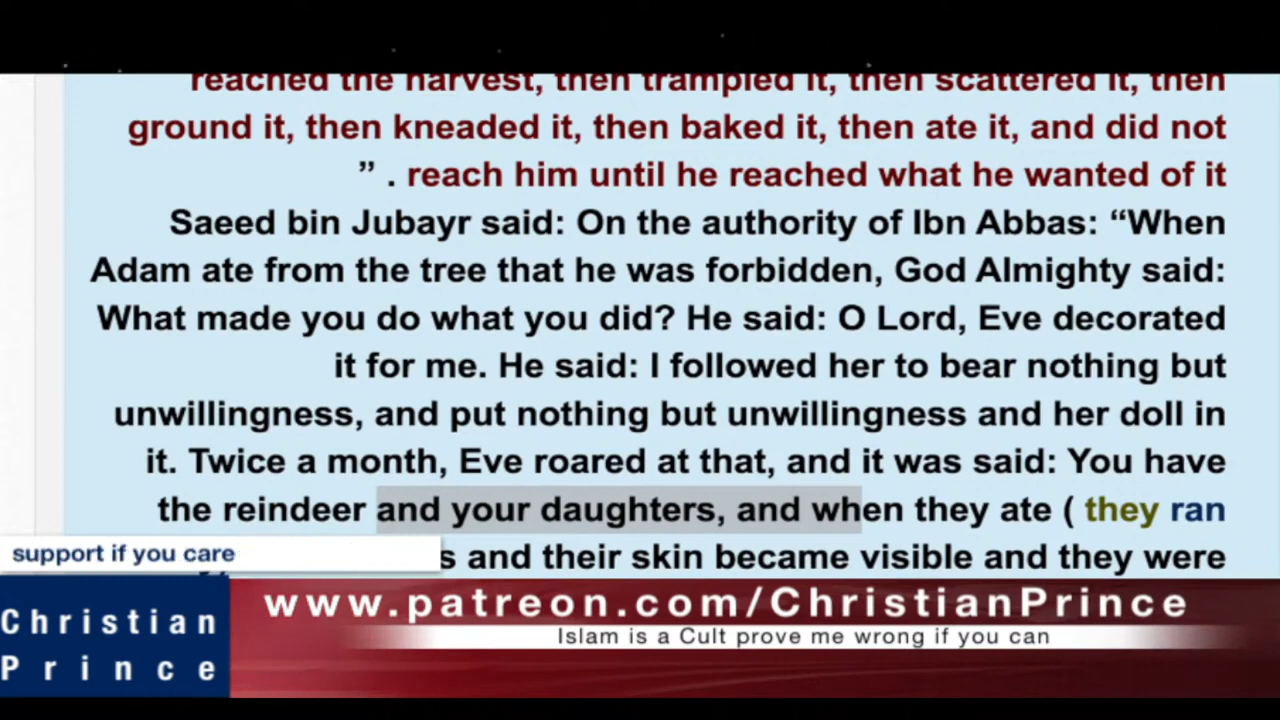 reached the harvest, then trampled it, then scattered it, then
ground it, then kneaded it, then baked it, then ate it, and did not
” . reach him until he reached what he wanted of it
Saeed bin Jubayr said: On the authority of Ibn Abbas: “When
Adam ate from the tree that he was forbidden, God Almighty said:
What made you do what you did? He said: O Lord, Eve decorated
it for me. He said: I followed her to bear nothing but
unwillingness, and put nothing but unwillingness and her doll in
it. Twice a month, Eve roared at that, and it was said: You have
the reindeer and your daughters, and when they ate ( they ran
s and their skin became visible and they were
support if you care
Christian
Prince
www.patreon.com/ChristianPrince
Islam is a Cult prove me wrong if you can